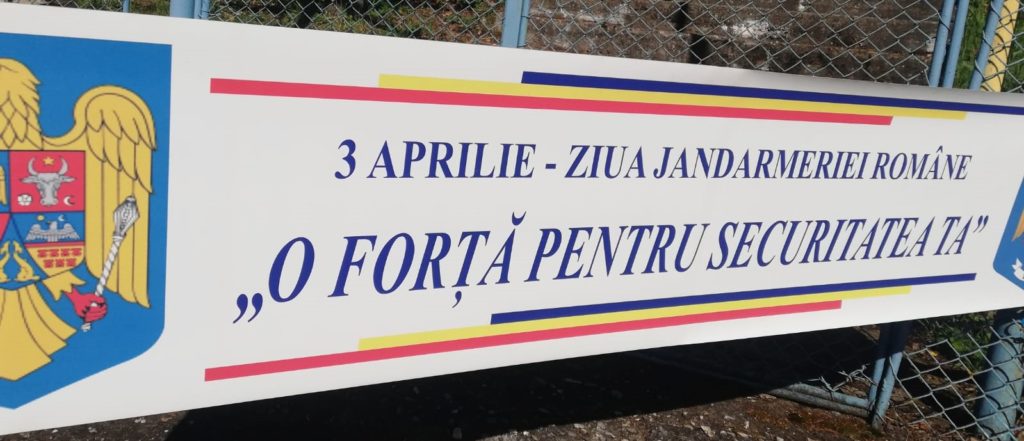 3 APRILIE - ZIUA JANDARMERIEI ROMÂNE
„O FORȚĂ PENTRU SECURITATEA TA”